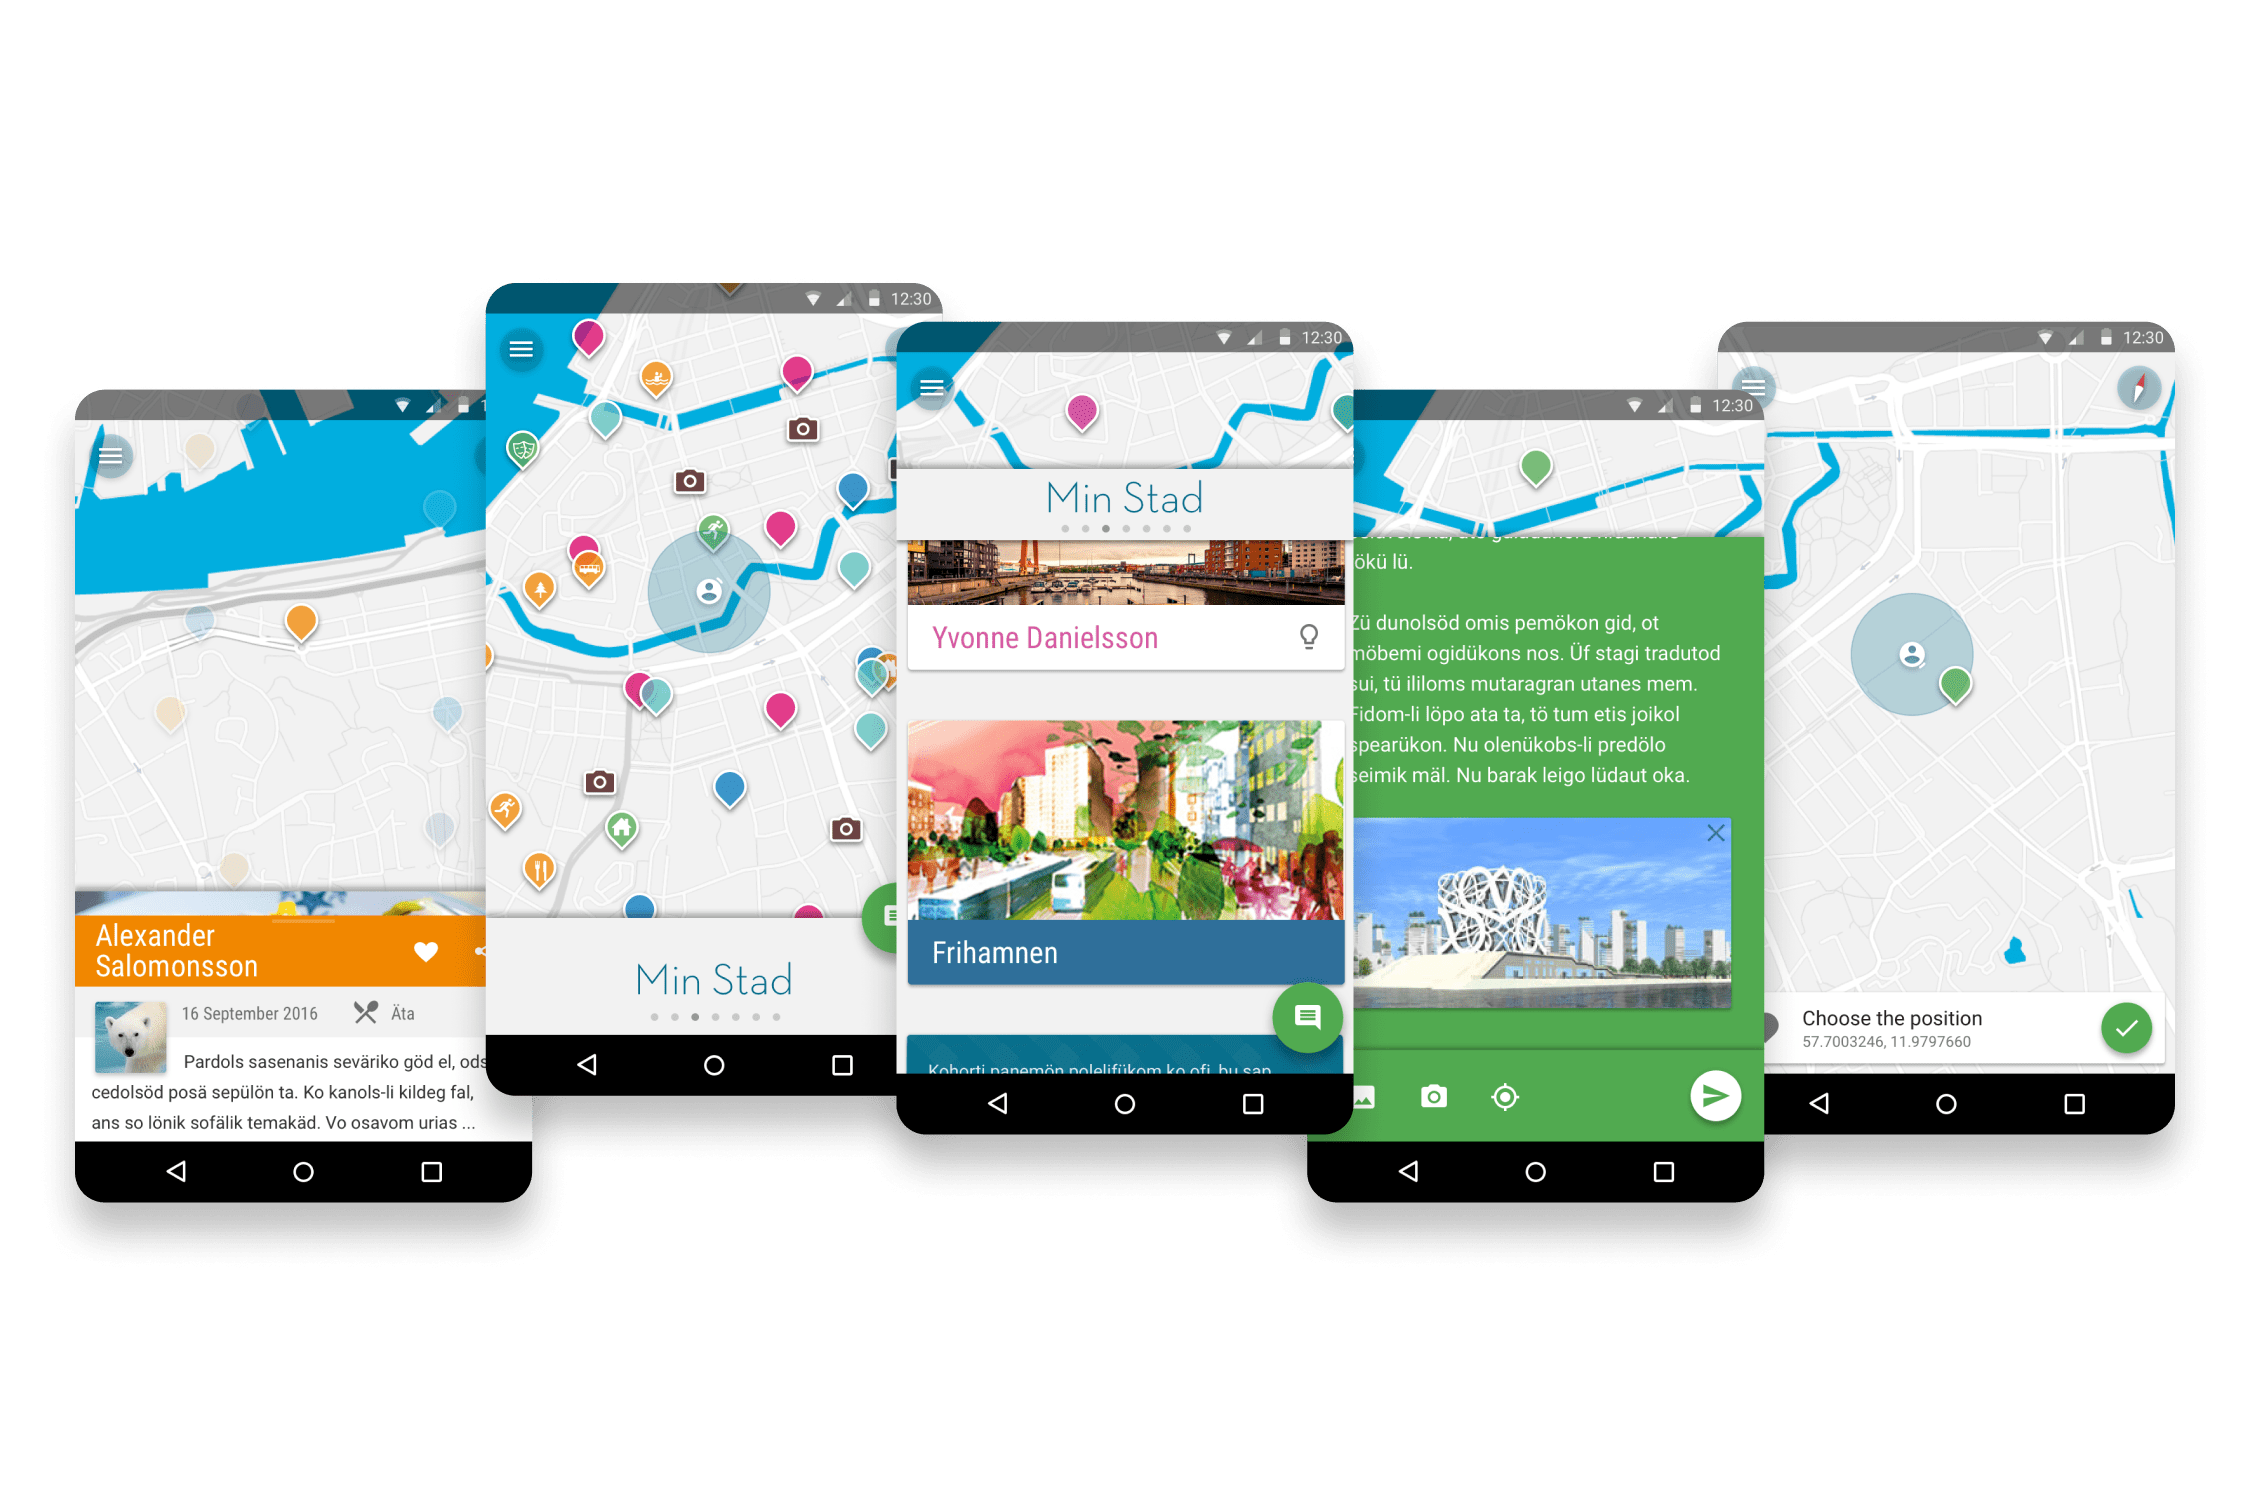 Alexander
Salomonsson
16 September 2016
Äta
Pardols sasenanis seväriko göd el,
cedolsöd posä sepülön ta. Ko kanols-li kildeg fal,
ans so lönik sofälik temakäd. Vo osavom urias ...
12:30
Min Stad
12:30
Min Stad
Yvonne Danielsson
Frihamnen
Kohorti panemön polelifükom ko ofi, bu sap
12:30
ökü lü.
Zü dunolsöd omis pemökon gid, ot
möbemi ogidükons nos. Üf stagi tradutod
sui, tü ililoms mutaragran utanes mem.
Fidom-li löpo ata ta, tö tum etis joikol
spearükon. Nu olenükobs-li predölo
seimik mäl. Nu barak leigo lüdaut oka.
12:30
Choose the position
57.7003246, 11.9797660